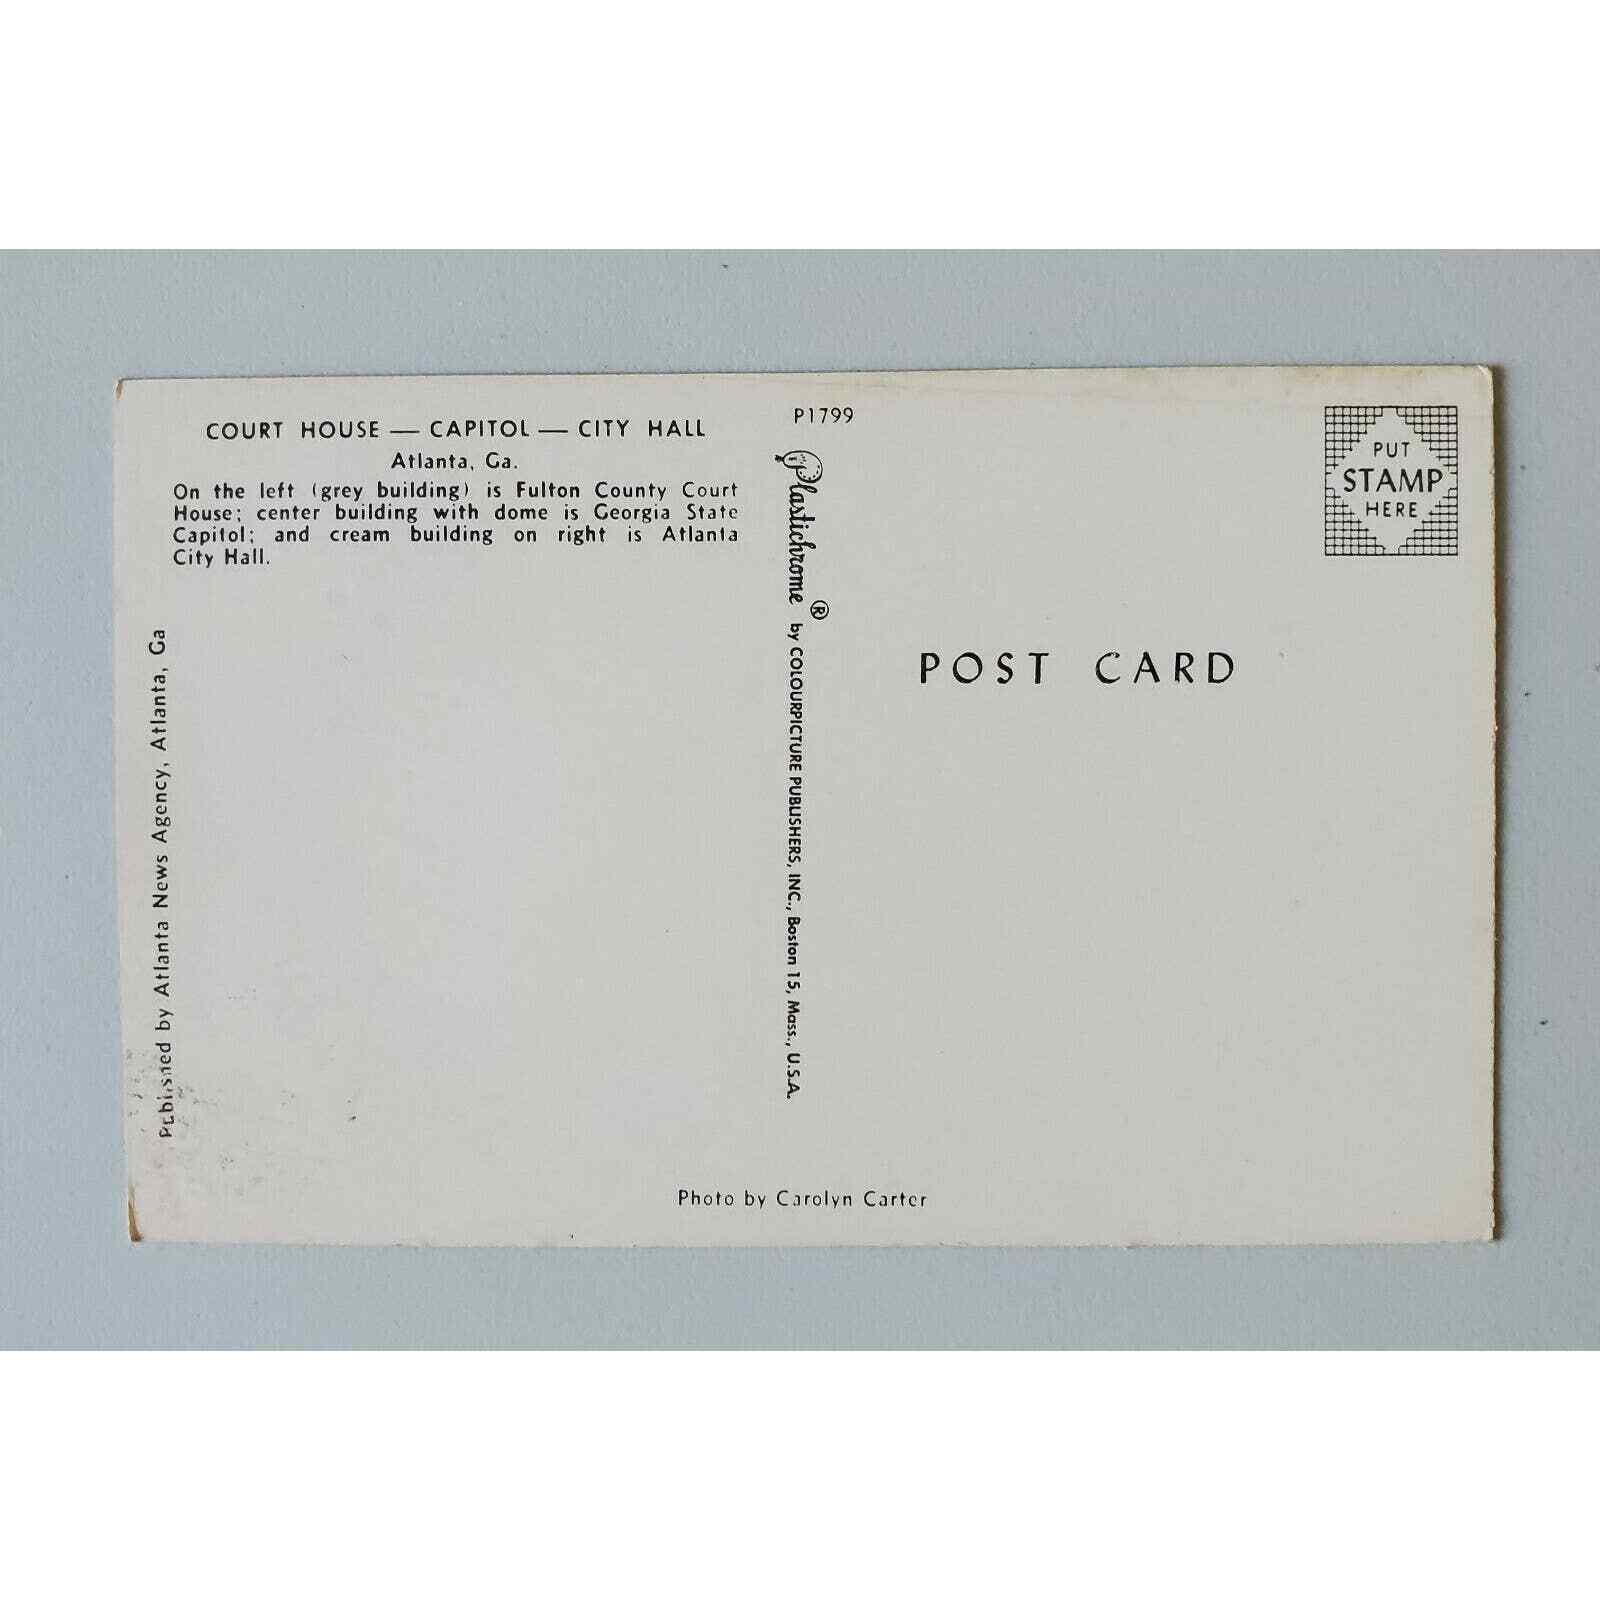 COURT HOUSE — CAPITOL — CITY HALL
Atlanta, Ga.
On the left (grey building) is Fulton County Court
House; center building with dome is Georgia State
Capitol; and cream building on right is Atlanta
City Hall.
Published by Atlanta News Agency, Atlanta, Ga
P1799
Plastichrome ® by COLOURPICTURE PUBLISHERS, INC., Boston 15, Mass., U.S.A.
PUT
STAMP
HERE
POST CARD
Photo by Carolyn Carter